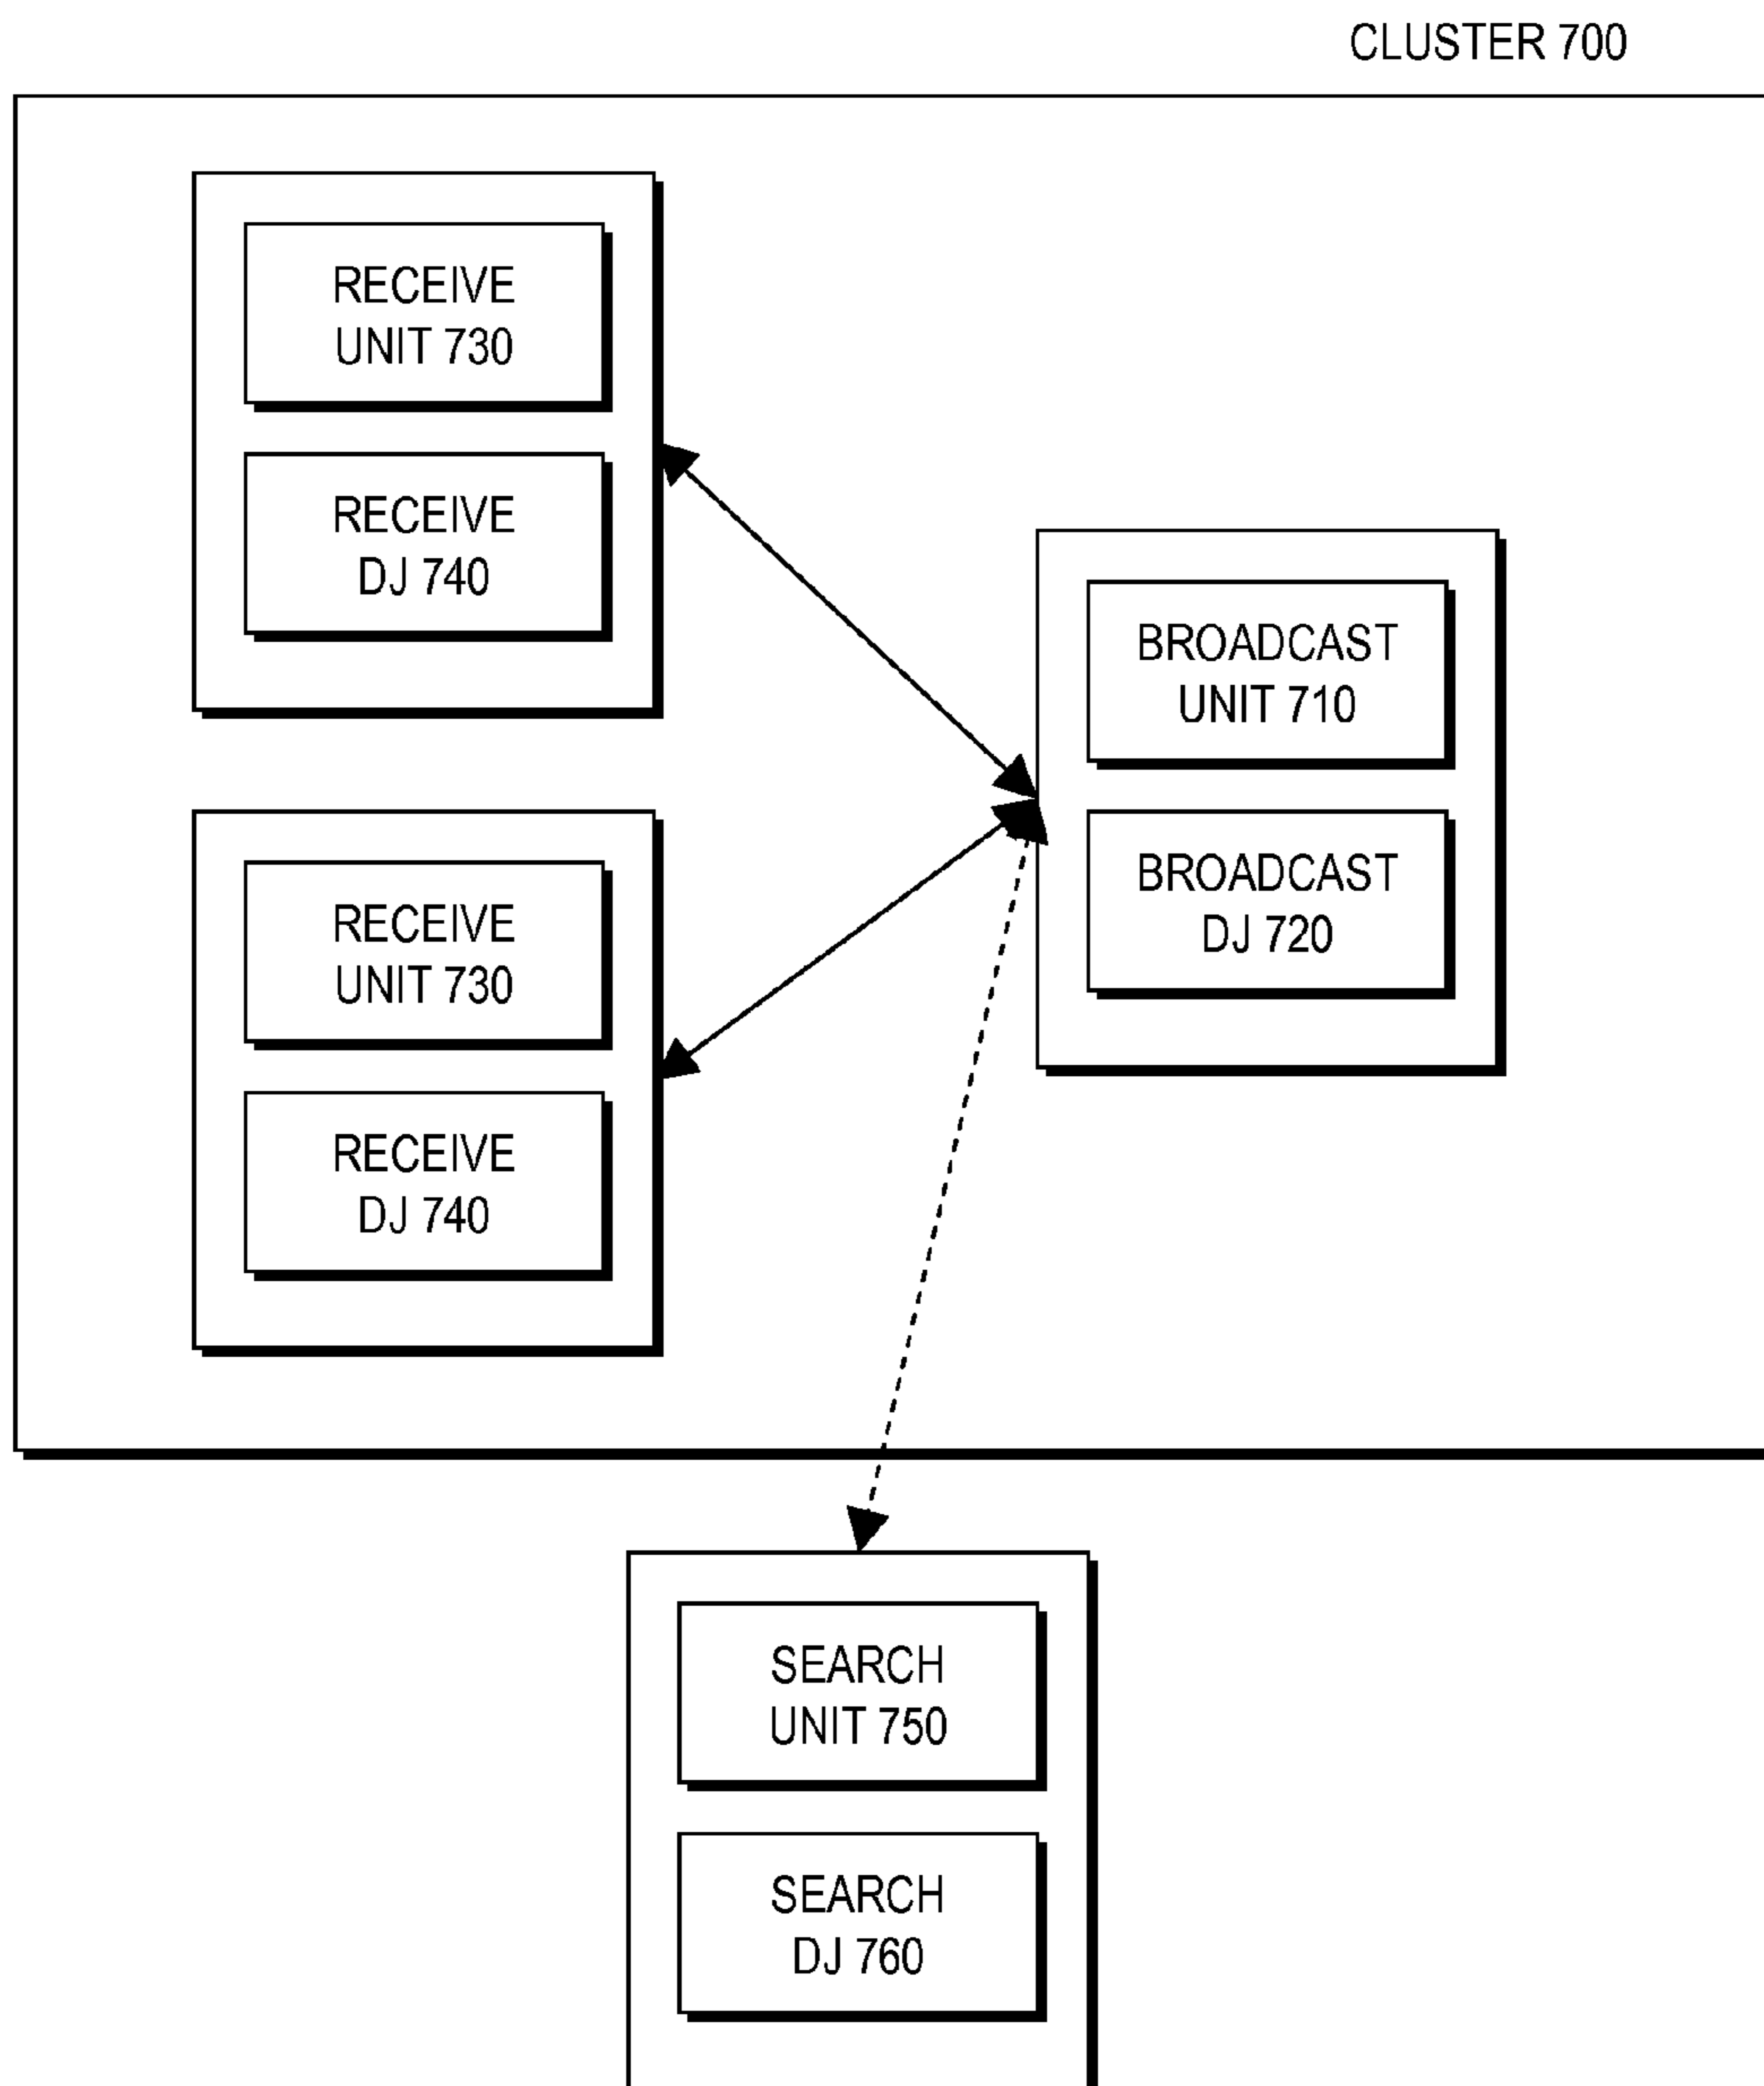 CLUSTER 700
RECEIVE
UNIT 730
RECEIVE
DJ 740
BROADCAST
UNIT 710
BROADCAST
DJ 720
RECEIVE
UNIT 730
RECEIVE
DJ 740
SEARCH
UNIT 750
SEARCH
DJ 760